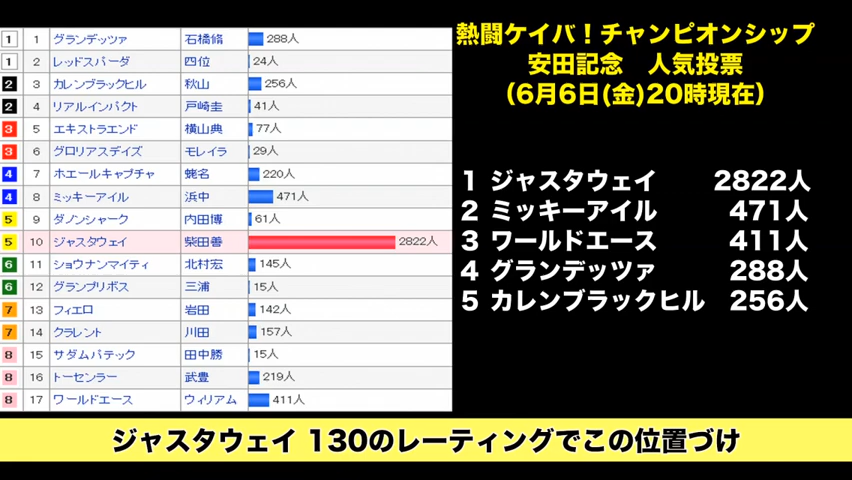 1 1 グランデッツァ 石橋脩 288人
1 2 レッドスパーダ 四位 24人
2 3 カレンブラックヒル 秋山 256人
2 4 リアルインパクト 戸崎圭 41人
3 5 エキストラエンド 横山典 77人
3 6 グロリアスデイズ モレイラ 29人
4 7 ホエールキャプチャ 蛯名 220人
4 8 ミッキーアイル 浜中 471人
5 9 ダノンシャーク 内田博 61人
5 10 ジャスタウェイ 柴田善 2822人
6 11 ショウナンマイティ 北村宏 145人
6 12 グランプリボス 三浦 15人
7 13 フィエロ 岩田 142人
7 14 クラレント 川田 157人
8 15 サダムパテック 田中勝 15人
8 16 トーセンラー 武豊 219人
8 17 ワールドエース ウィリアム 411人
熱闘ケイバ！チャンピオンシップ
安田記念　人気投票
（6月6日(金)20時現在）
1 ジャスタウェイ 2822人
2 ミッキーアイル 471人
3 ワールドエース 411人
4 グランデッツァ 288人
5 カレンブラックヒル 256人
ジャスタウェイ 130のレーティングでこの位置づけ